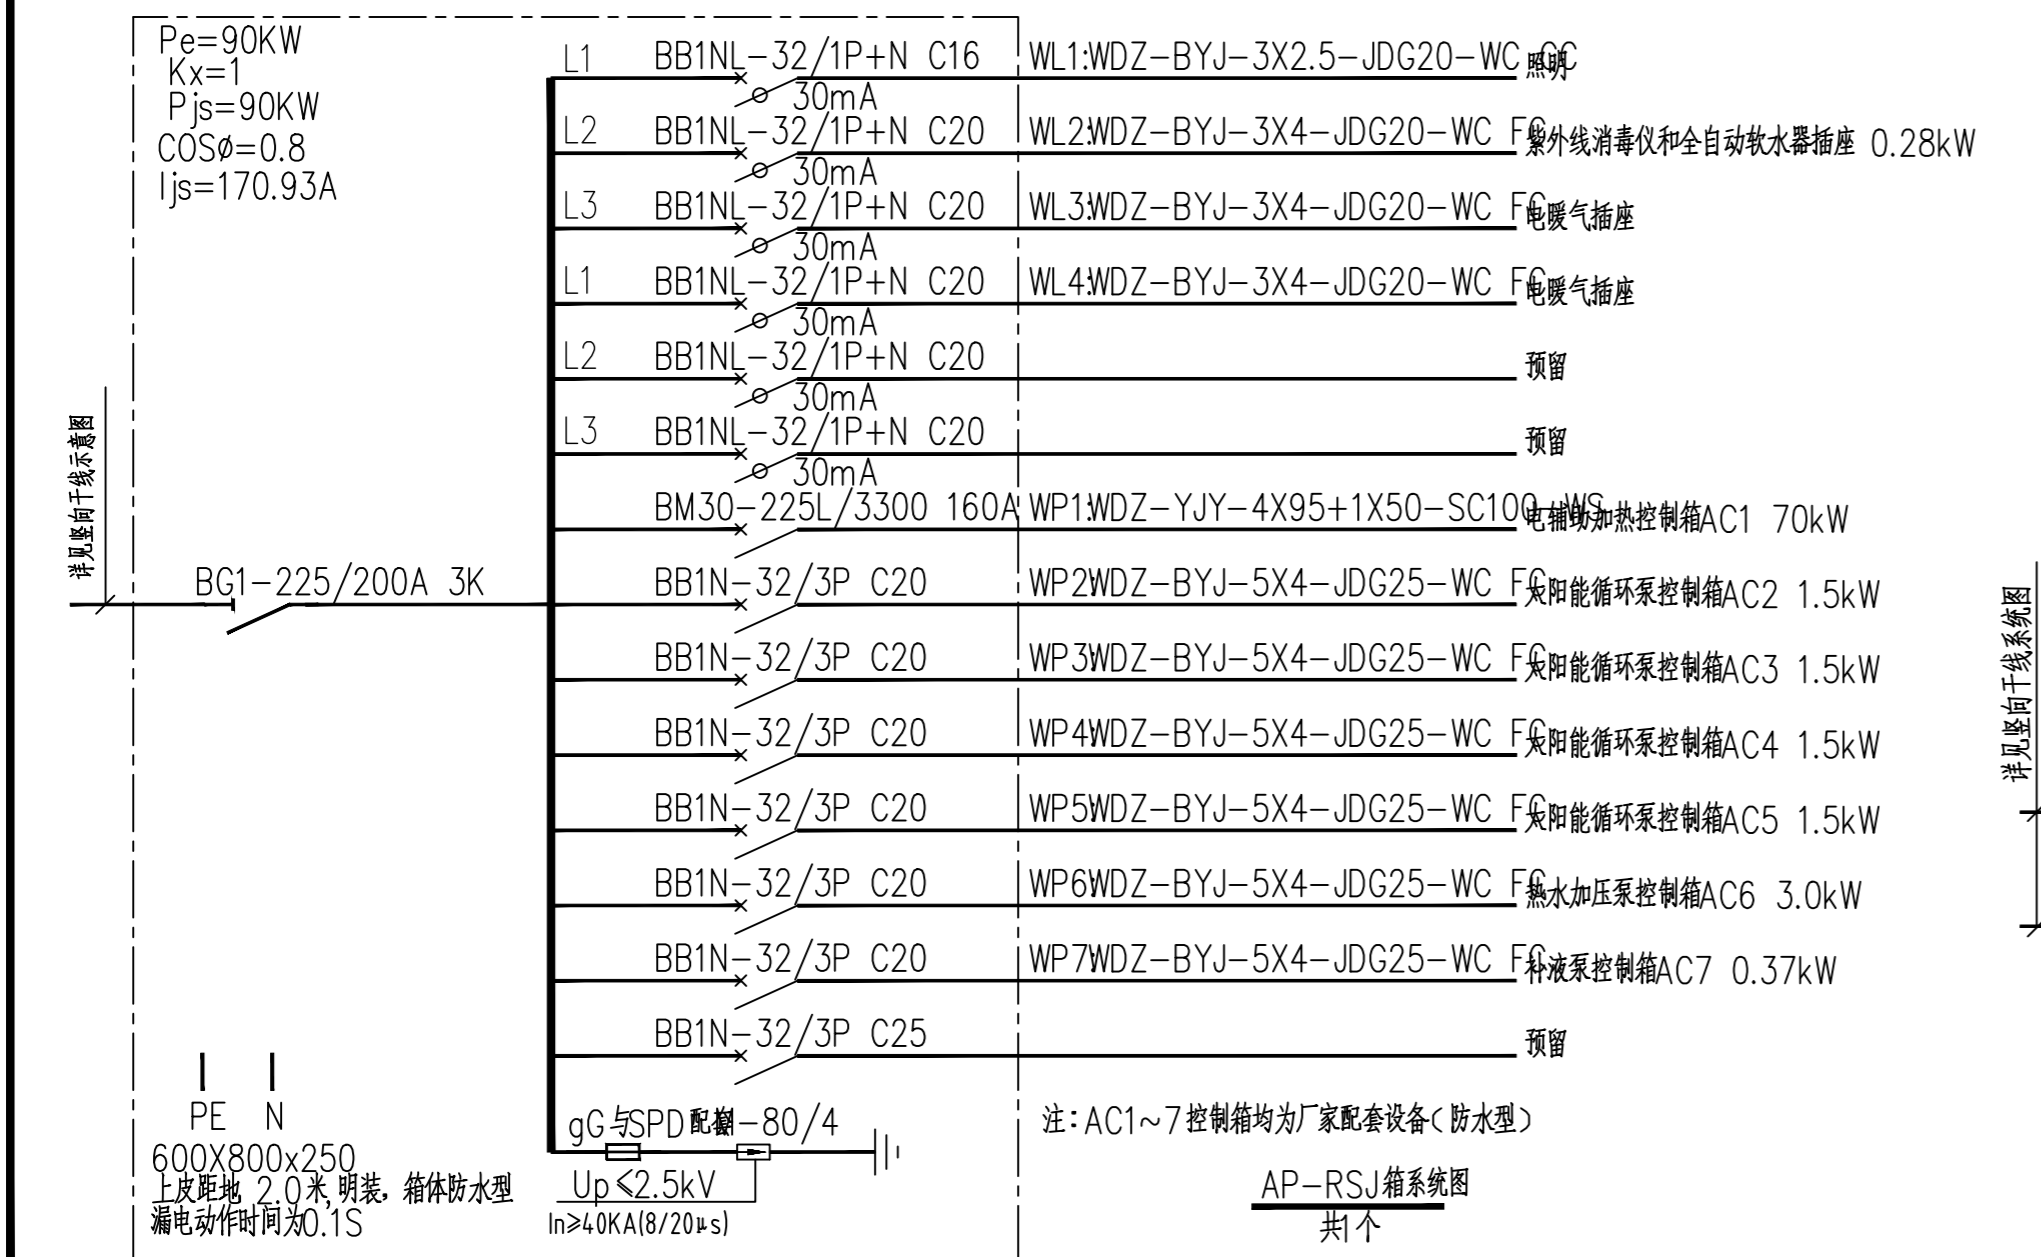 Pe=90KW
Kx=1
Pjs=90KW
COSø=0.8
Ijs=170.93A
L1 BB1NL-32/1P+N C16 WL1:WDZ-BYJ-3X2.5-JDG20-WC CC 照明
30mA
L2 BB1NL-32/1P+N C20 WL2:WDZ-BYJ-3X4-JDG20-WC FC 紫外线消毒仪和全自动软水器插座 0.28kW
30mA
L3 BB1NL-32/1P+N C20 WL3:WDZ-BYJ-3X4-JDG20-WC FC 电暖气插座
30mA
L1 BB1NL-32/1P+N C20 WL4:WDZ-BYJ-3X4-JDG20-WC FC 电暖气插座
30mA
L2 BB1NL-32/1P+N C20 预留
30mA
L3 BB1NL-32/1P+N C20 预留
30mA
BM30-225L/3300 160A WP1:WDZ-YJY-4X95+1X50-SC100-WS 电辅助加热控制箱AC1 70kW
详见竖向干线示意图
BG1-225/200A 3K
BB1N-32/3P C20 WP2:WDZ-BYJ-5X4-JDG25-WC FC 太阳能循环泵控制箱AC2 1.5kW
BB1N-32/3P C20 WP3:WDZ-BYJ-5X4-JDG25-WC FC 太阳能循环泵控制箱AC3 1.5kW
BB1N-32/3P C20 WP4:WDZ-BYJ-5X4-JDG25-WC FC 太阳能循环泵控制箱AC4 1.5kW
BB1N-32/3P C20 WP5:WDZ-BYJ-5X4-JDG25-WC FC 太阳能循环泵控制箱AC5 1.5kW
BB1N-32/3P C20 WP6:WDZ-BYJ-5X4-JDG25-WC FC 热水加压泵控制箱AC6 3.0kW
BB1N-32/3P C20 WP7:WDZ-BYJ-5X4-JDG25-WC FC 补液泵控制箱AC7 0.37kW
BB1N-32/3P C25 预留
详见竖向干线系统图
PE N
600X800x250
上皮距地 2.0米,明装，箱体防水型
漏电动作时间为0.1S
gG与SPD配 -80/4
Up≤2.5kV
In≥40KA(8/20μs)
注：AC1~7控制箱均为厂家配套设备（防水型）
AP-RSJ箱系统图
共1个